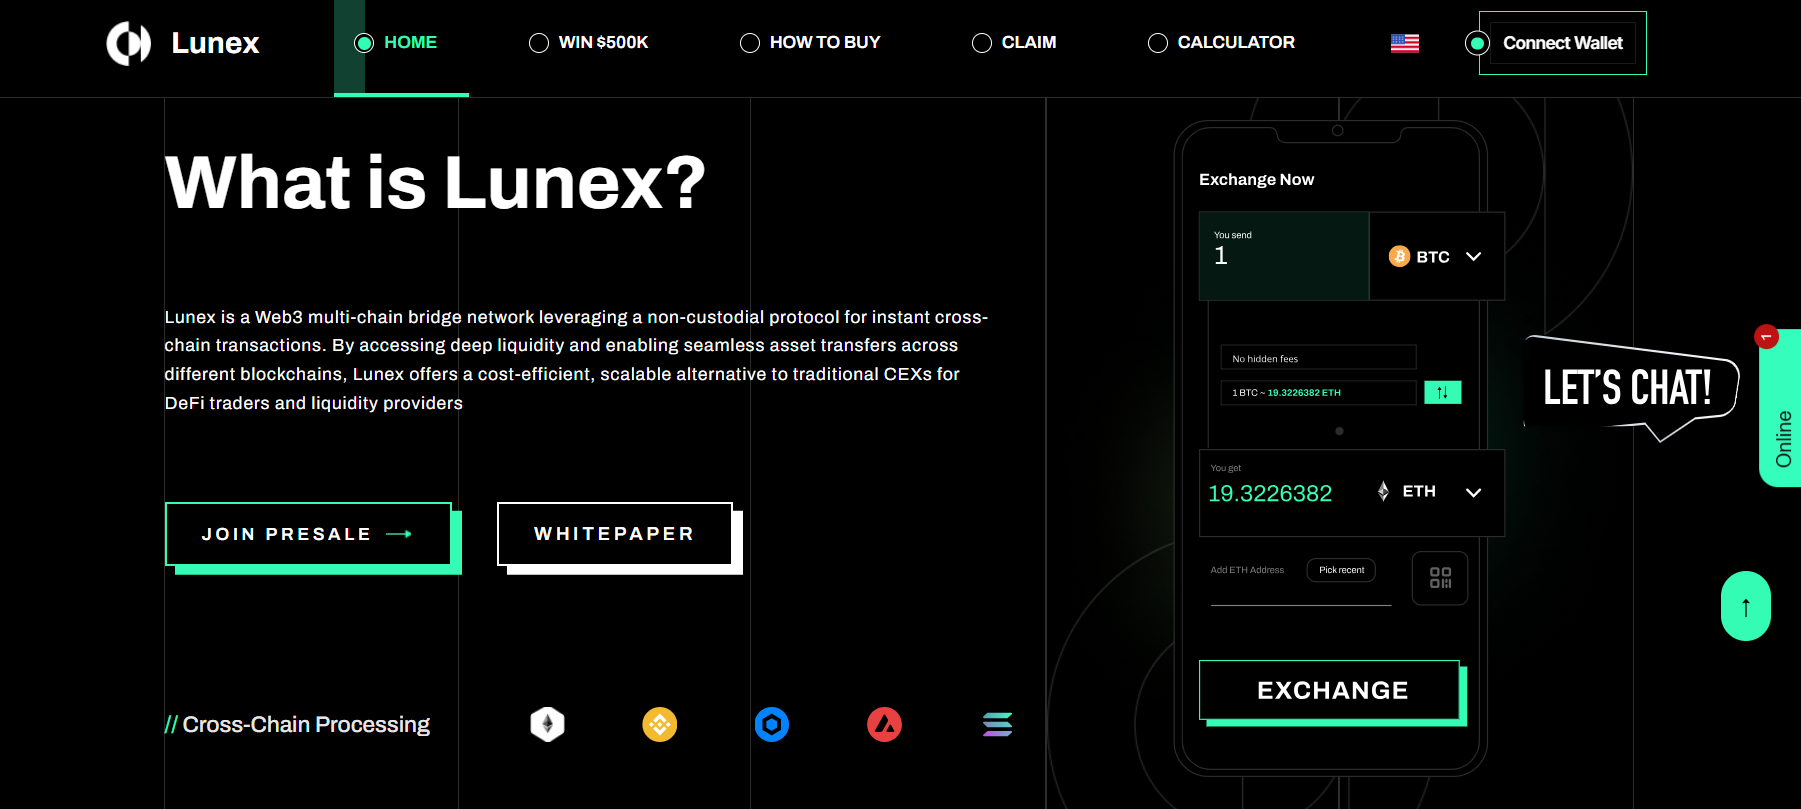 Lunex
HOME
WIN $500K
HOW TO BUY
CLAIM
CALCULATOR
Connect Wallet
What is Lunex?
Lunex is a Web3 multi-chain bridge network leveraging a non-custodial protocol for instant cross-
chain transactions. By accessing deep liquidity and enabling seamless asset transfers across
different blockchains, Lunex offers a cost-efficient, scalable alternative to traditional CEXs for
DeFi traders and liquidity providers
JOIN PRESALE →
WHITEPAPER
// Cross-Chain Processing
Exchange Now
You send
1
BTC
No hidden fees
1 BTC ~ 19.3226382 ETH
You get
19.3226382
ETH
Add ETH Address
Pick recent
EXCHANGE
LET'S CHAT!
1
Online
↑